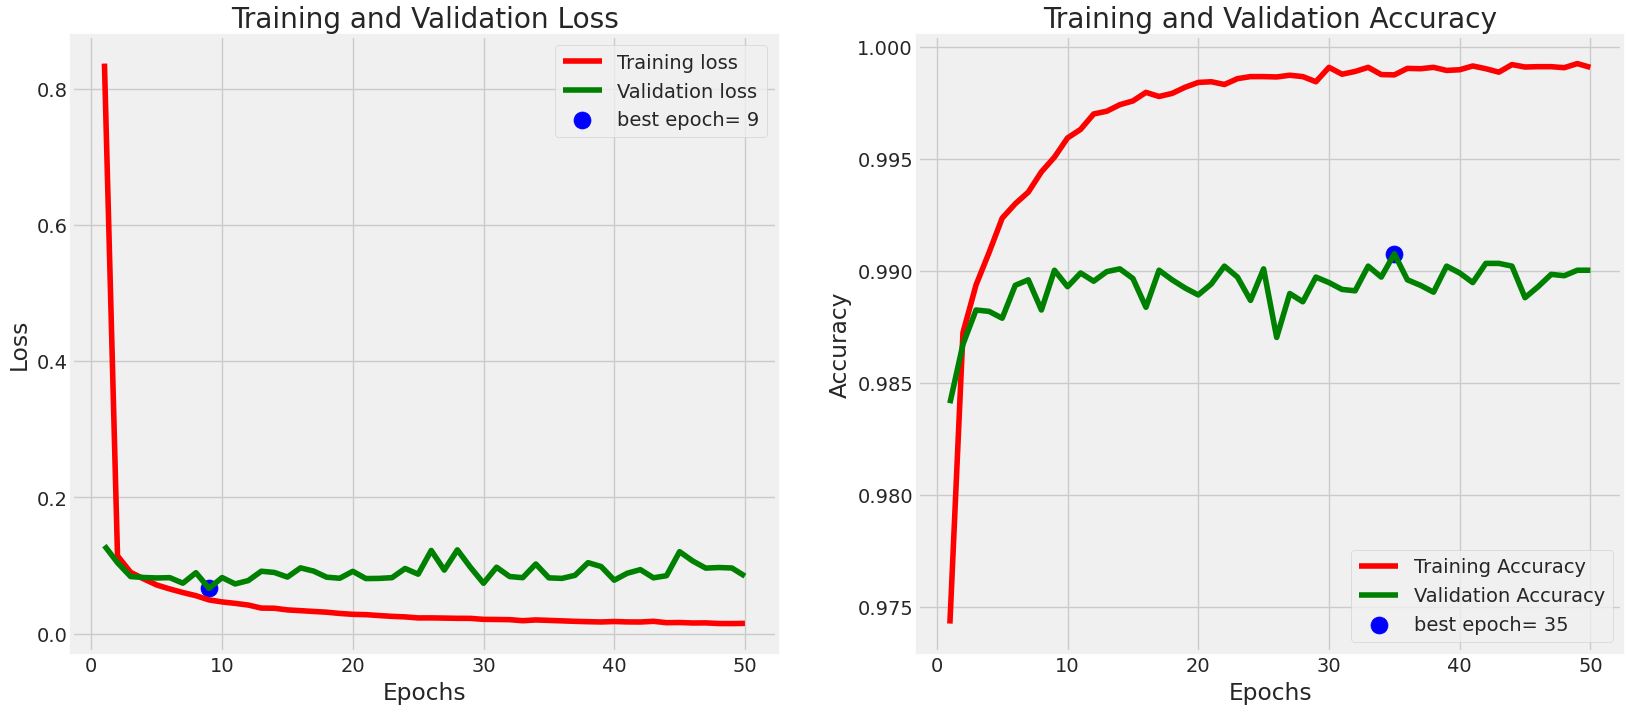 Training and Validation Loss
Training loss
Validation loss
best epoch= 9
0.8
0.6
0.4
0.2
0.0
Loss
0 10 20 30 40 50
Epochs
Training and Validation Accuracy
1.000
0.995
0.990
0.985
0.980
0.975
Accuracy
Training Accuracy
Validation Accuracy
best epoch= 35
0 10 20 30 40 50
Epochs